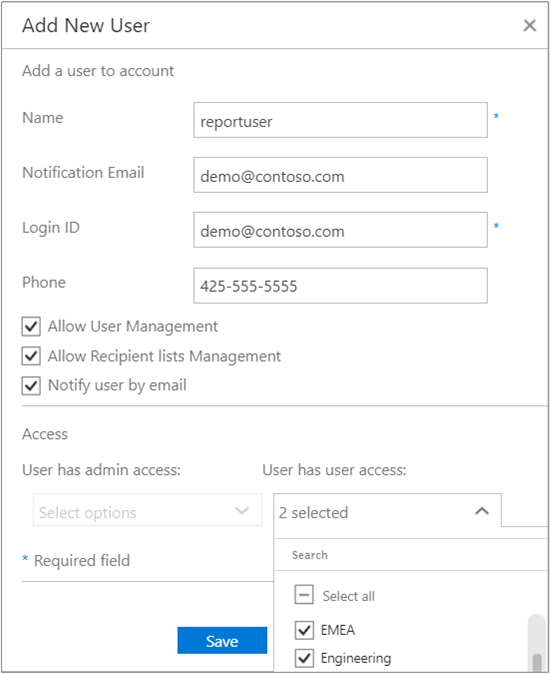 Add New User
Add a user to account
Name
reportuser
*
Notification Email
demo@contoso.com
Login ID
demo@contoso.com
*
Phone
425-555-5555
Allow User Management
Allow Recipient lists Management
Notify user by email
Access
User has admin access:
User has user access:
Select options
2 selected
* Required field
Search
Select all
EMEA
Engineering
Save